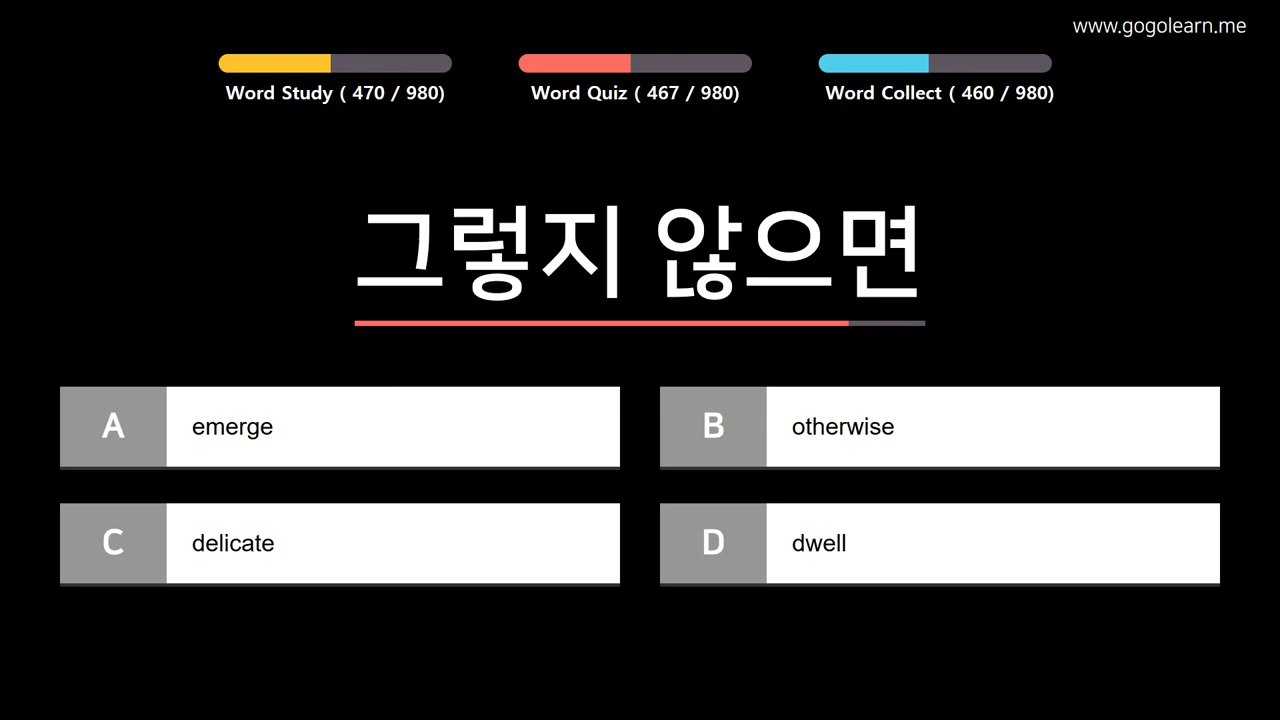 www.gogolearn.me
Word Study ( 470 / 980)
Word Quiz ( 467 / 980)
Word Collect ( 460 / 980)
그렇지 않으면
A emerge
B otherwise
C delicate
D dwell